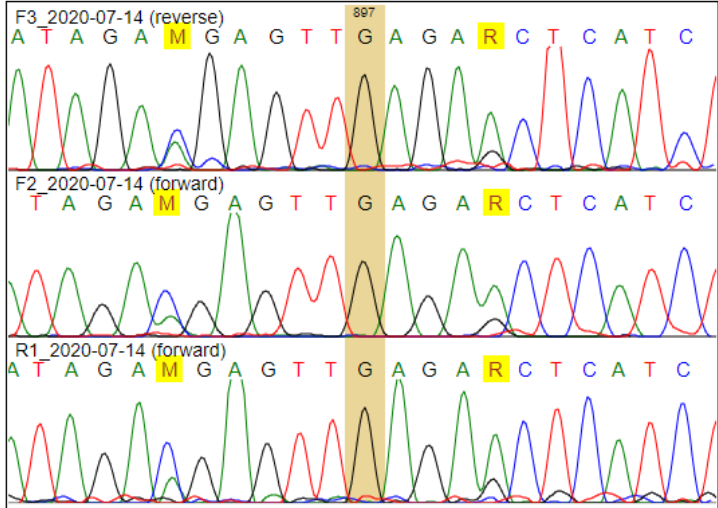 F3_2020-07-14 (reverse)
897
A T A G A M G A G T T G A G A R C T C A T C
F2_2020-07-14 (forward)
T A G A M G A G T T G A G A R C T C A T C
R1_2020-07-14 (forward)
A T A G A M G A G T T G A G A R C T C A T C